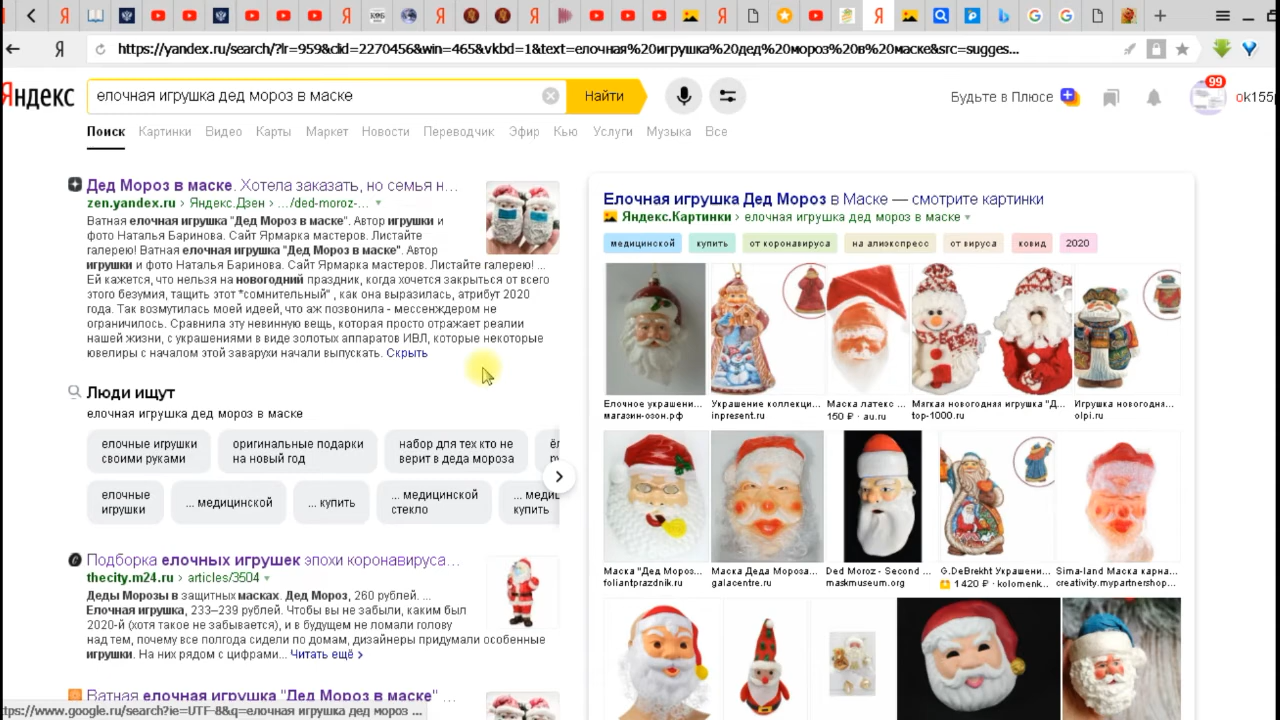 https://yandex.ru/search/?lr=959&clid=2270456&win=465&vkbd=1&text=елочная%20игрушка%20дед%20мороз%20в%20маске&src=sugges...
Яндекс
елочная игрушка дед мороз в маске
Найти
Будьте в Плюсе
99
ok155
Поиск Картинки Видео Карты Маркет Новости Переводчик Эфир Кью Услуги Музыка Все
Дед Мороз в маске. Хотела заказать, но семья н...
zen.yandex.ru › Яндекс.Дзен › .../ded-moroz-...
Ватная елочная игрушка "Дед Мороз в маске". Автор игрушки и
фото Наталья Баринова. Сайт Ярмарка мастеров. Листайте
галерею! Ватная елочная игрушка "Дед Мороз в маске". Автор
игрушки и фото Наталья Баринова. Сайт Ярмарка мастеров. Листайте галерею! ...
Ей кажется, что нельзя на новогодний праздник, когда хочется закрыться от всего
этого безумия, тащить этот "сомнительный" , как она выразилась, атрибут 2020
года. Так возмутилась моей идеей, что аж позвонила - мессенджером не
ограничилось. Сравнила эту невинную вещь, которая просто отражает реалии
нашей жизни, с украшениями в виде золотых аппаратов ИВЛ, которые некоторые
ювелиры с началом этой заварухи начали выпускать. Скрыть
Люди ищут
елочная игрушка дед мороз в маске
елочные игрушки
своими руками
оригинальные подарки
на новый год
набор для тех кто не
верит в деда мороза
елочные
игрушки
... медицинской
... купить
... медицинской
стекло
... медиц
купить
Подборка елочных игрушек эпохи коронавируса...
thecity.m24.ru › articles/3504
Деды Морозы в защитных масках. Дед Мороз, 260 рублей. ...
Елочная игрушка, 233–239 рублей. Чтобы вы не забыли, каким был
2020-й (хотя такое не забывается), и в будущем не ломали голову
над тем, почему все полгода сидели по домам, дизайнеры придумали особенные
игрушки. На них рядом с цифрами... Читать ещё >
Ватная елочная игрушка "Дед Мороз в маске" ...
ttps://www.google.ru/search?ie=UTF-8&q=елочная игрушка дед мороз ...
Елочная игрушка Дед Мороз в Маске — смотрите картинки
Яндекс.Картинки › елочная игрушка дед мороз в маске
медицинской купить от коронавируса на алиэкспресс от вируса ковид 2020
Елочное украшени... Украшение коллекци... Маска латекс ... Мягкая новогодняя игрушка "Д... Игрушка новогодня...
магазин-озон.рф inpresent.ru 150 ₽ · au.ru top-1000.ru olpi.ru
Маска "Дед Мороз... Маска Деда Мороза... Ded Moroz - Second ... G.DeBrekht Украшени... Sima-land Маска карна...
foliantprazdnik.ru galacentre.ru maskmuseum.org 1 420 ₽ · kolomenk... creativity.mypartnershop...